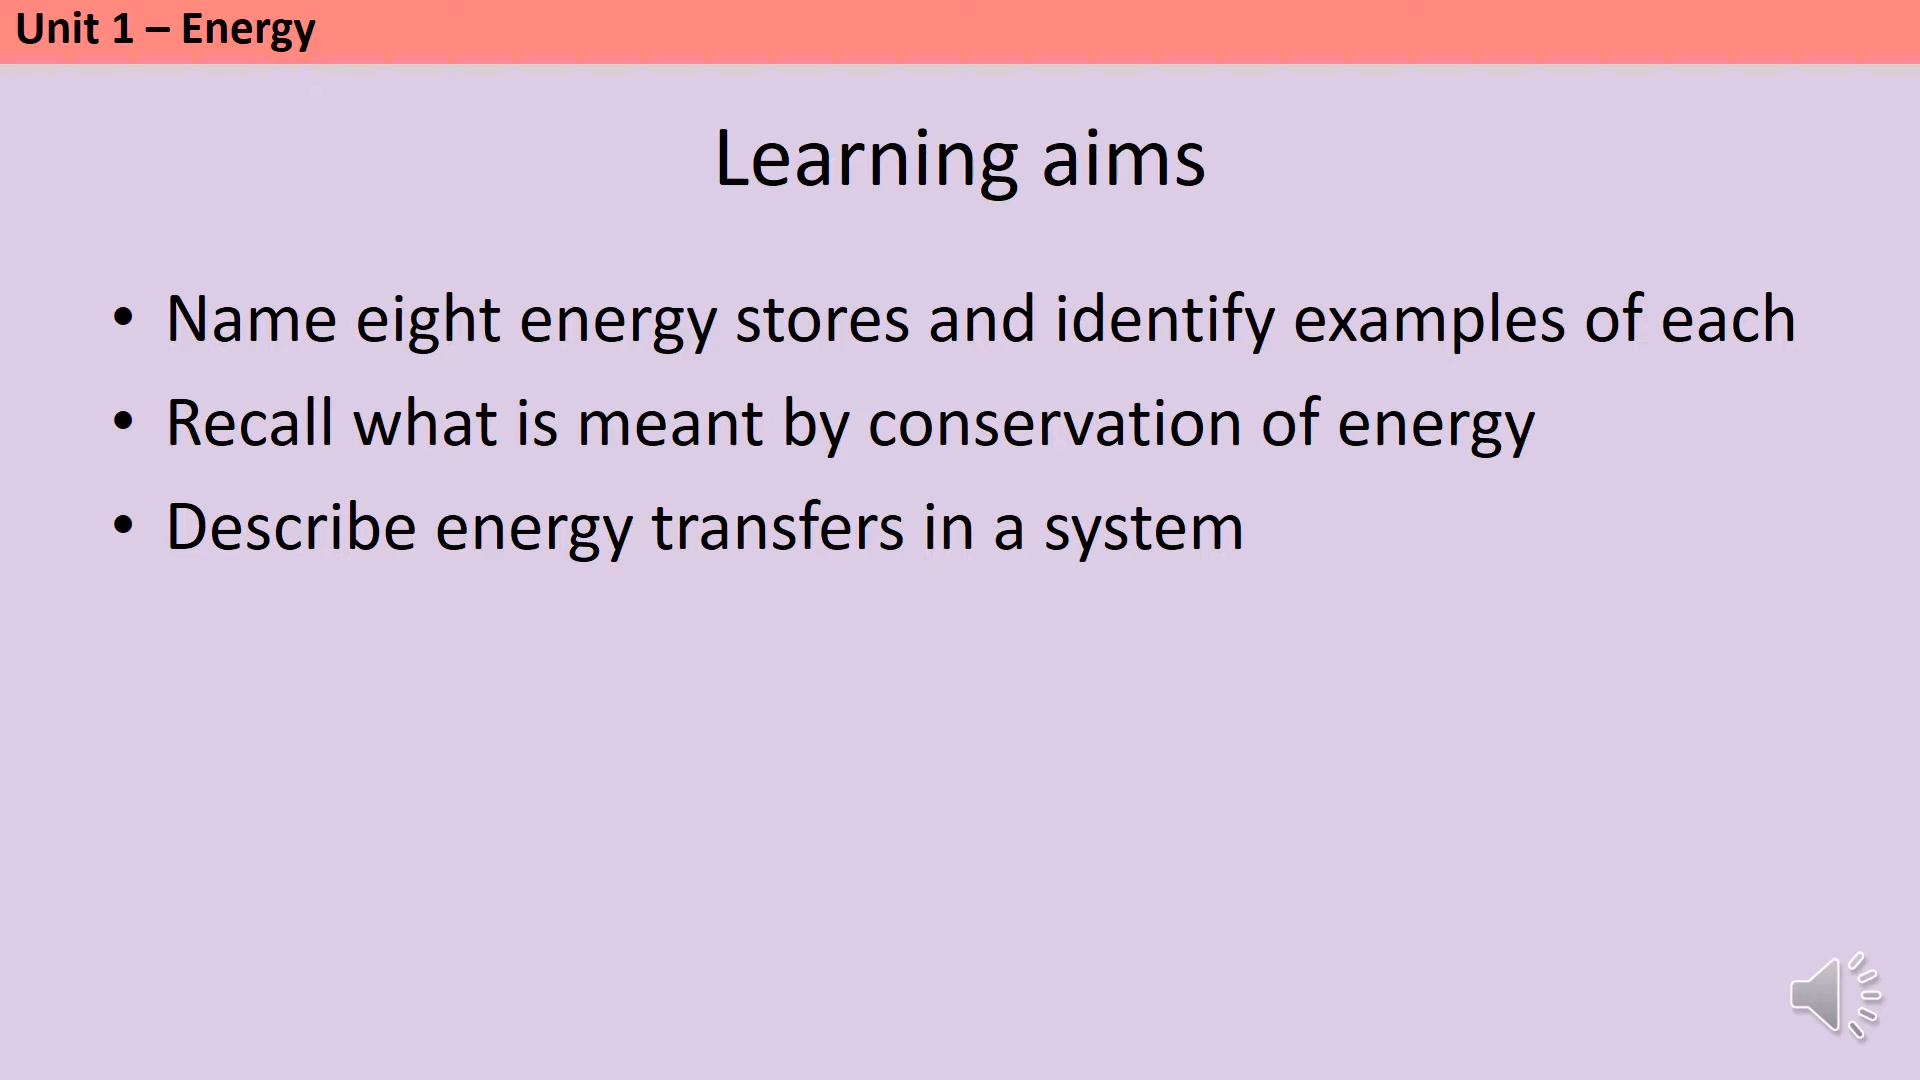 Unit 1 – Energy
Learning aims
• Name eight energy stores and identify examples of each
• Recall what is meant by conservation of energy
• Describe energy transfers in a system